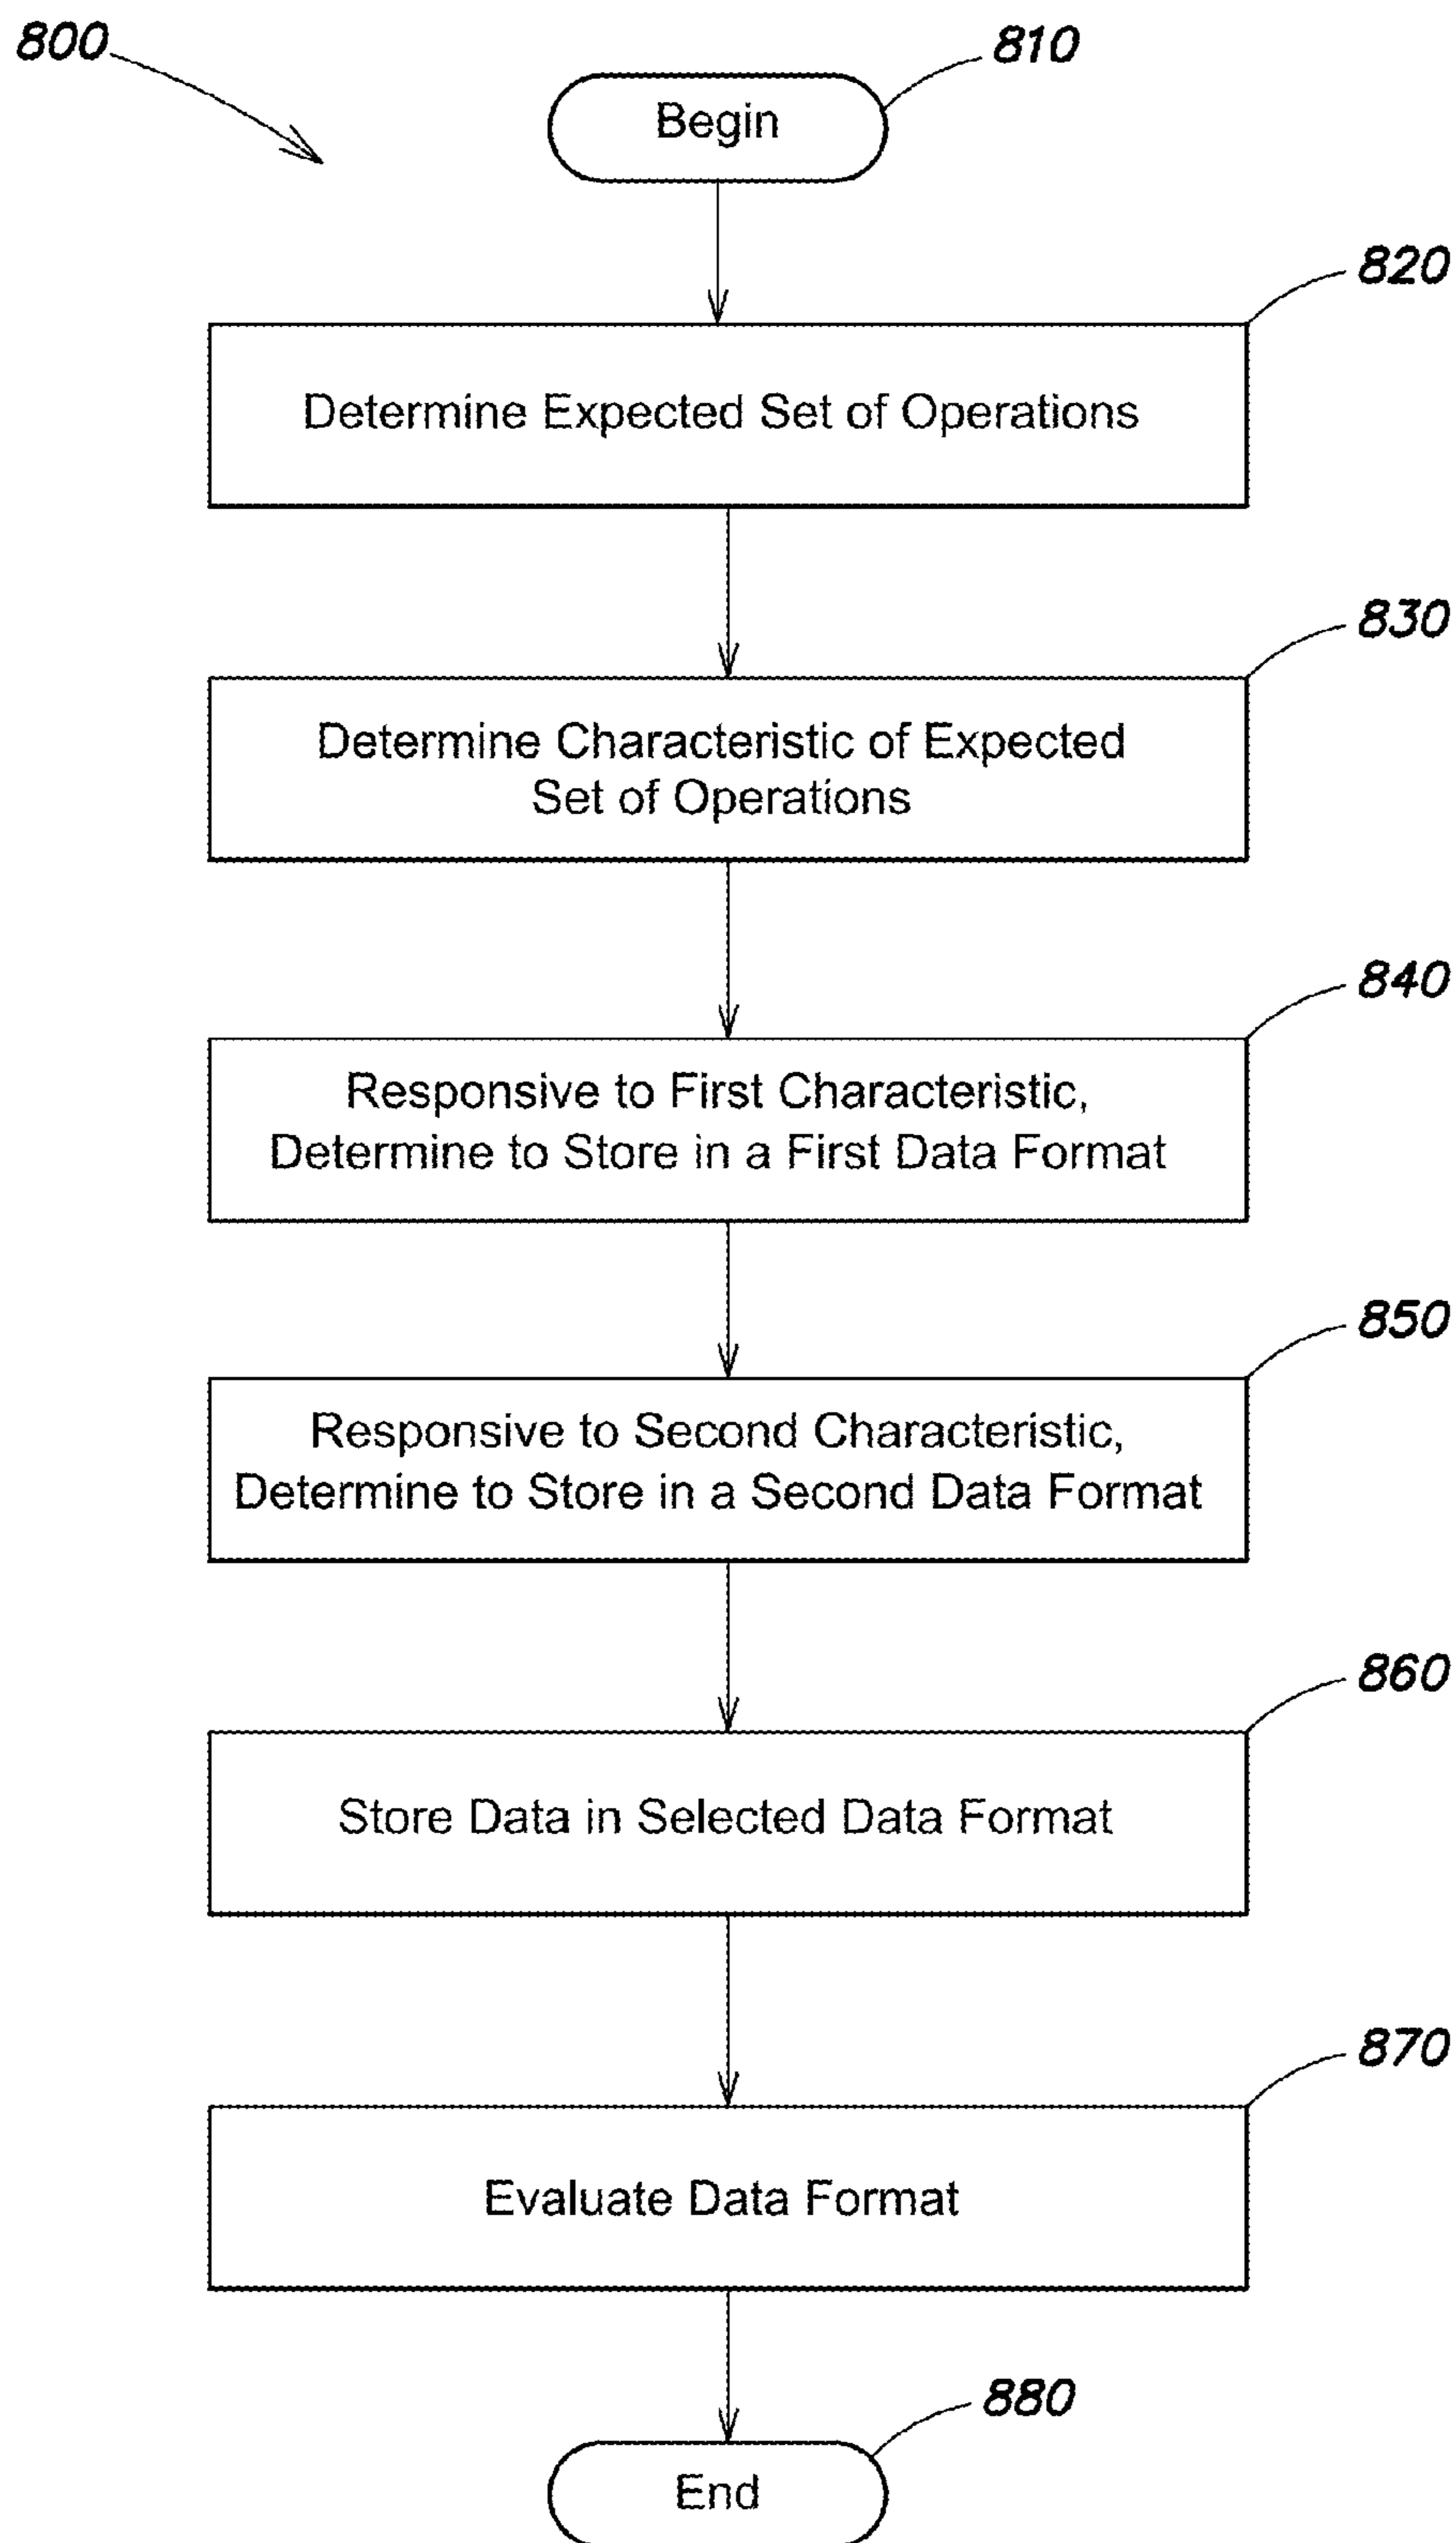 800
810
Begin
820
Determine Expected Set of Operations
830
Determine Characteristic of Expected
Set of Operations
840
Responsive to First Characteristic,
Determine to Store in a First Data Format
850
Responsive to Second Characteristic,
Determine to Store in a Second Data Format
860
Store Data in Selected Data Format
870
Evaluate Data Format
880
End